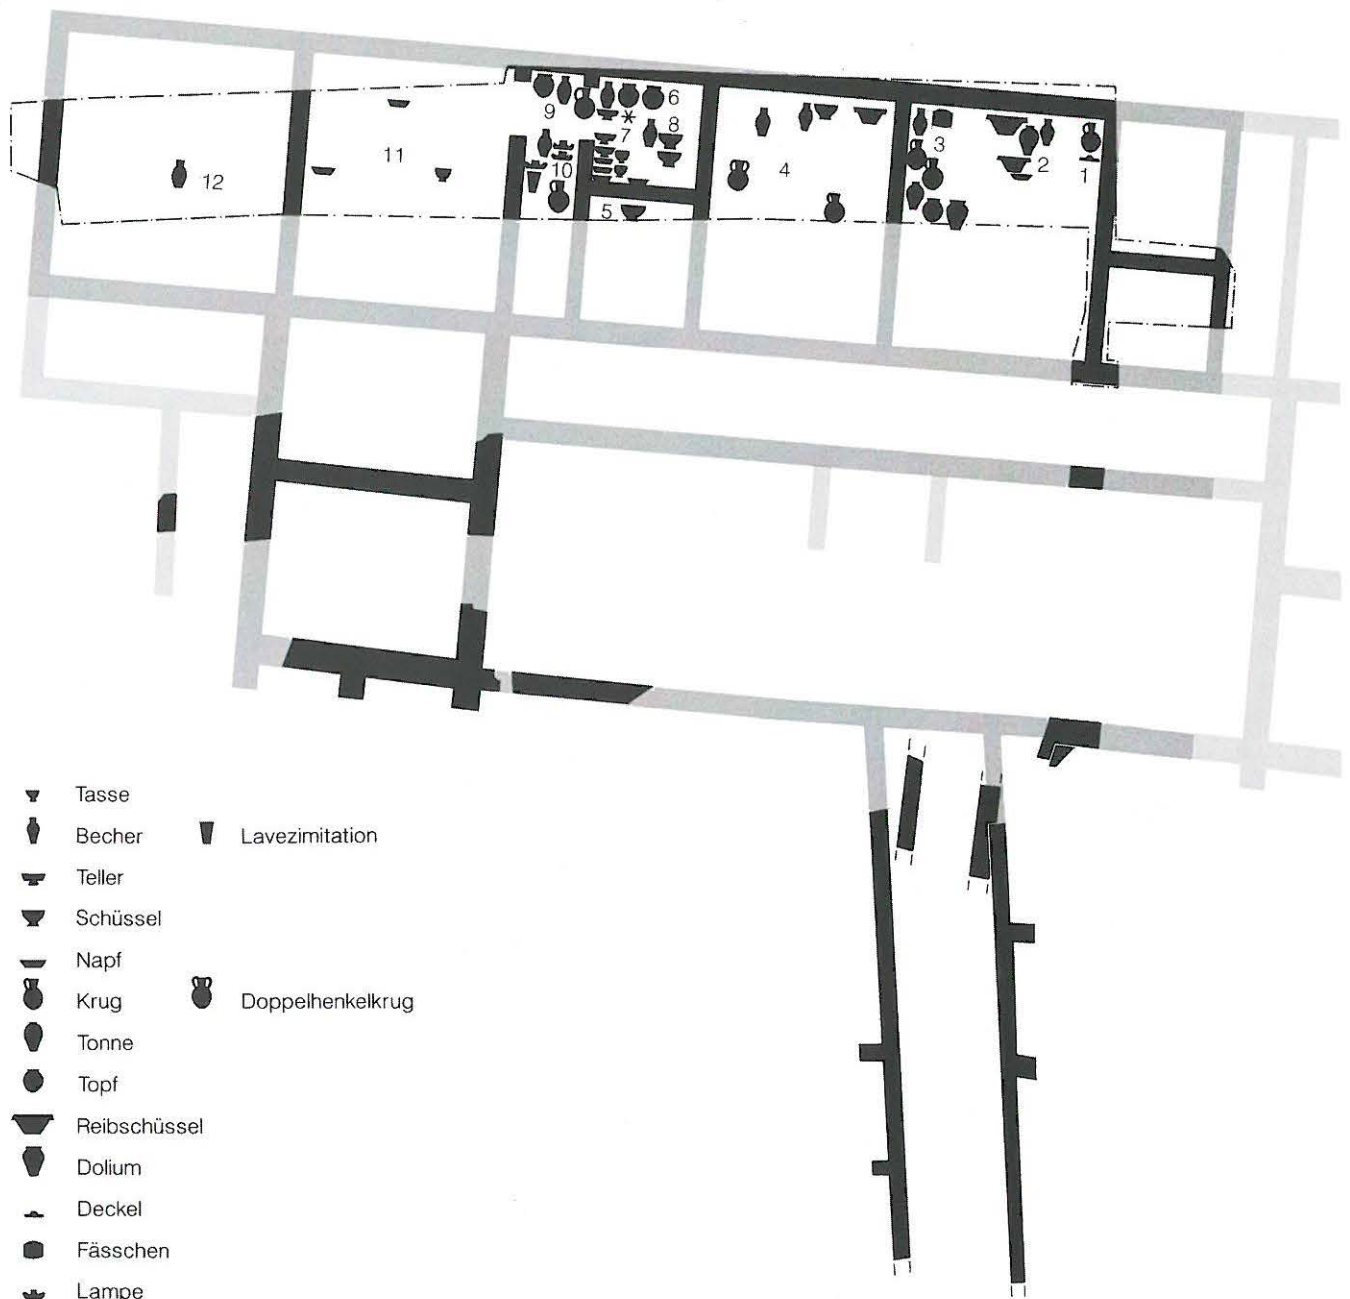 6
9
*
7
8
3
2
4
11
10
1
12
5
Tasse
Becher Lavezimitation
Teller
Schüssel
Napf
Krug Doppelhenkelkrug
Tonne
Topf
Reibschüssel
Dolium
Deckel
Fässchen
Lampe